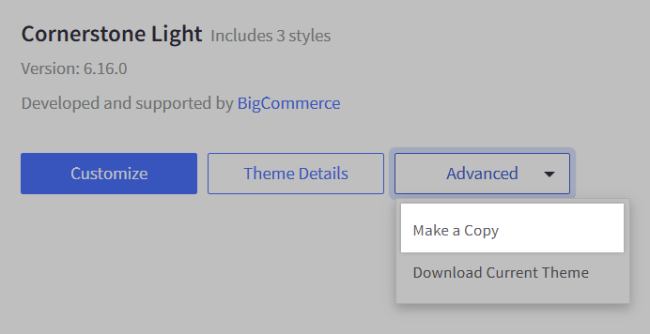 Cornerstone Light Includes 3 styles
Version: 6.16.0
Developed and supported by BigCommerce
Customize Theme Details Advanced
Make a Copy
Download Current Theme